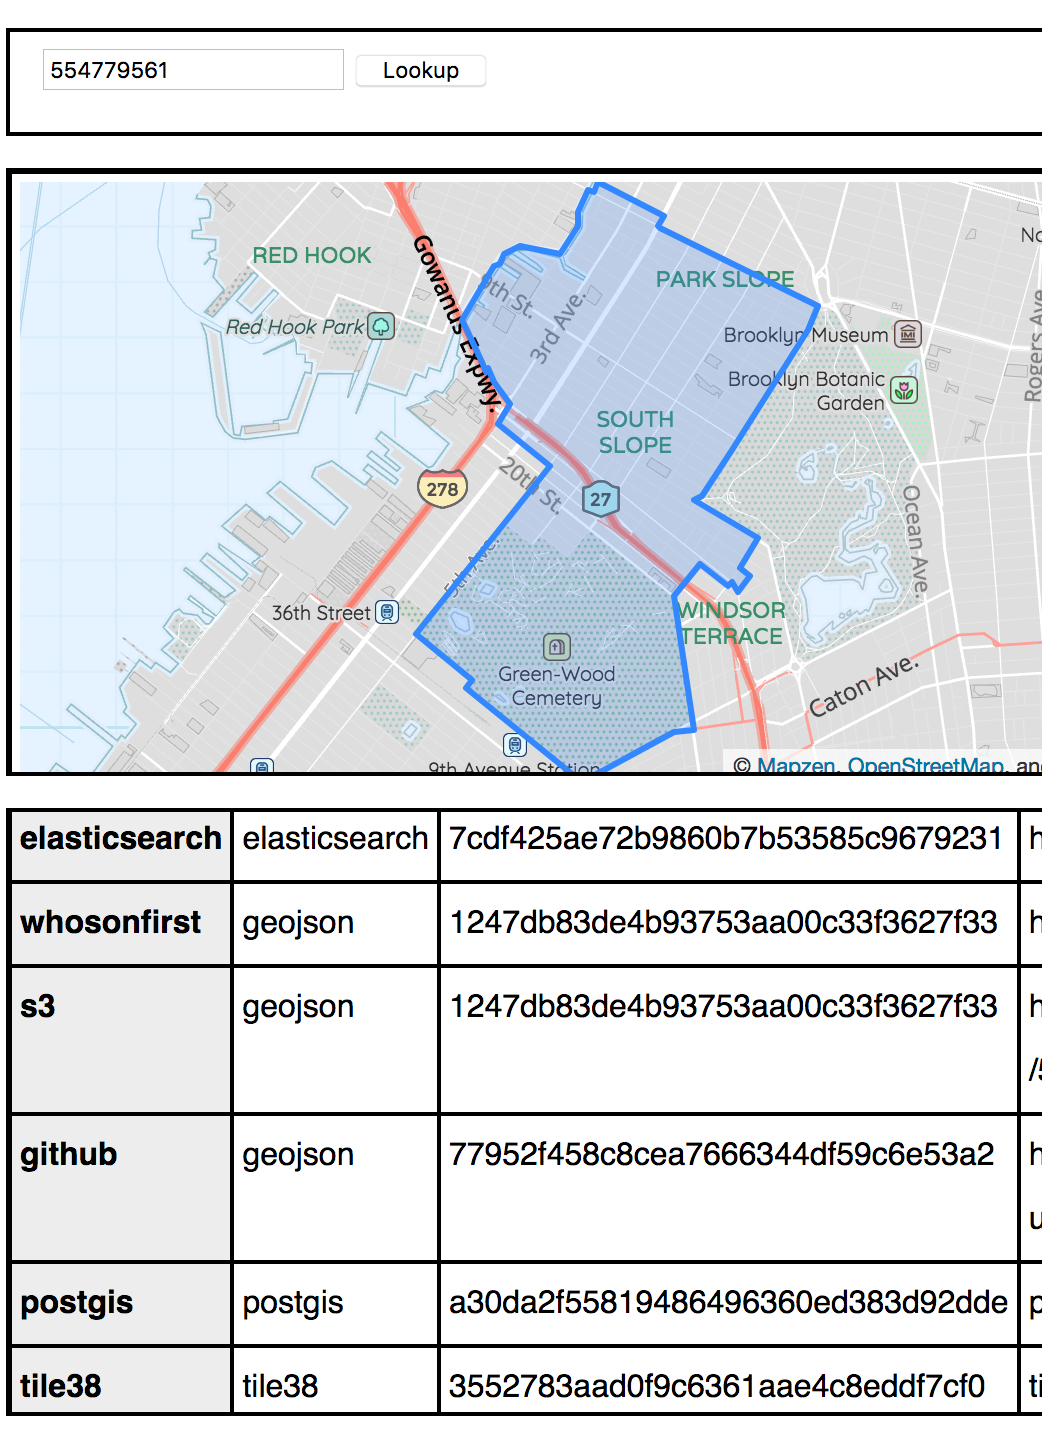 554779561 Lookup
RED HOOK
Gowanus Expwy.
9th St.
3rd Ave.
PARK SLOPE
No
Red Hook Park
Brooklyn Museum
Rogers Ave.
Brooklyn Botanic
Garden
SOUTH
SLOPE
278
20th St.
27
Ocean Ave.
5th Ave.
36th Street
WINDSOR
TERRACE
Green-Wood
Cemetery
Caton Ave.
9th Avenue Station
© Mapzen, OpenStreetMap, an
elasticsearch elasticsearch 7cdf425ae72b9860b7b53585c9679231 h
whosonfirst geojson 1247db83de4b93753aa00c33f3627f33 h
s3 geojson 1247db83de4b93753aa00c33f3627f33 h
/5
github geojson 77952f458c8cea7666344df59c6e53a2 h
u
postgis postgis a30da2f55819486496360ed383d92dde p
tile38 tile38 3552783aad0f9c6361aae4c8eddf7cf0 ti